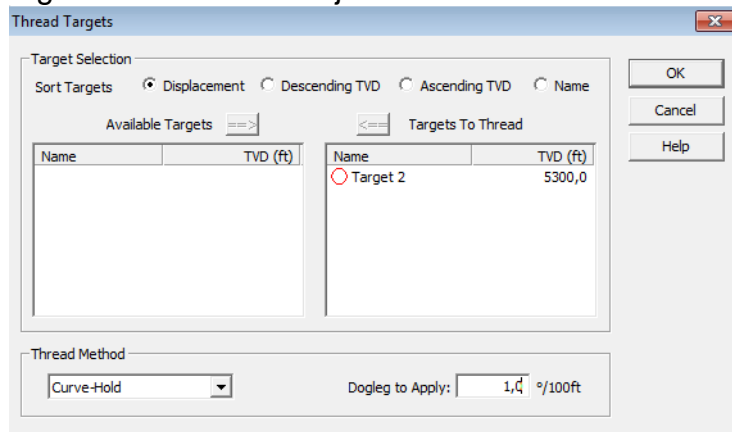 Thread Targets
Target Selection
Sort Targets Displacement Descending TVD Ascending TVD Name
OK
Cancel
Help
Available Targets ==> <== Targets To Thread
Name TVD (ft) Name TVD (ft)
Target 2 5300,0
Thread Method
Curve-Hold Dogleg to Apply: 1,0 °/100ft